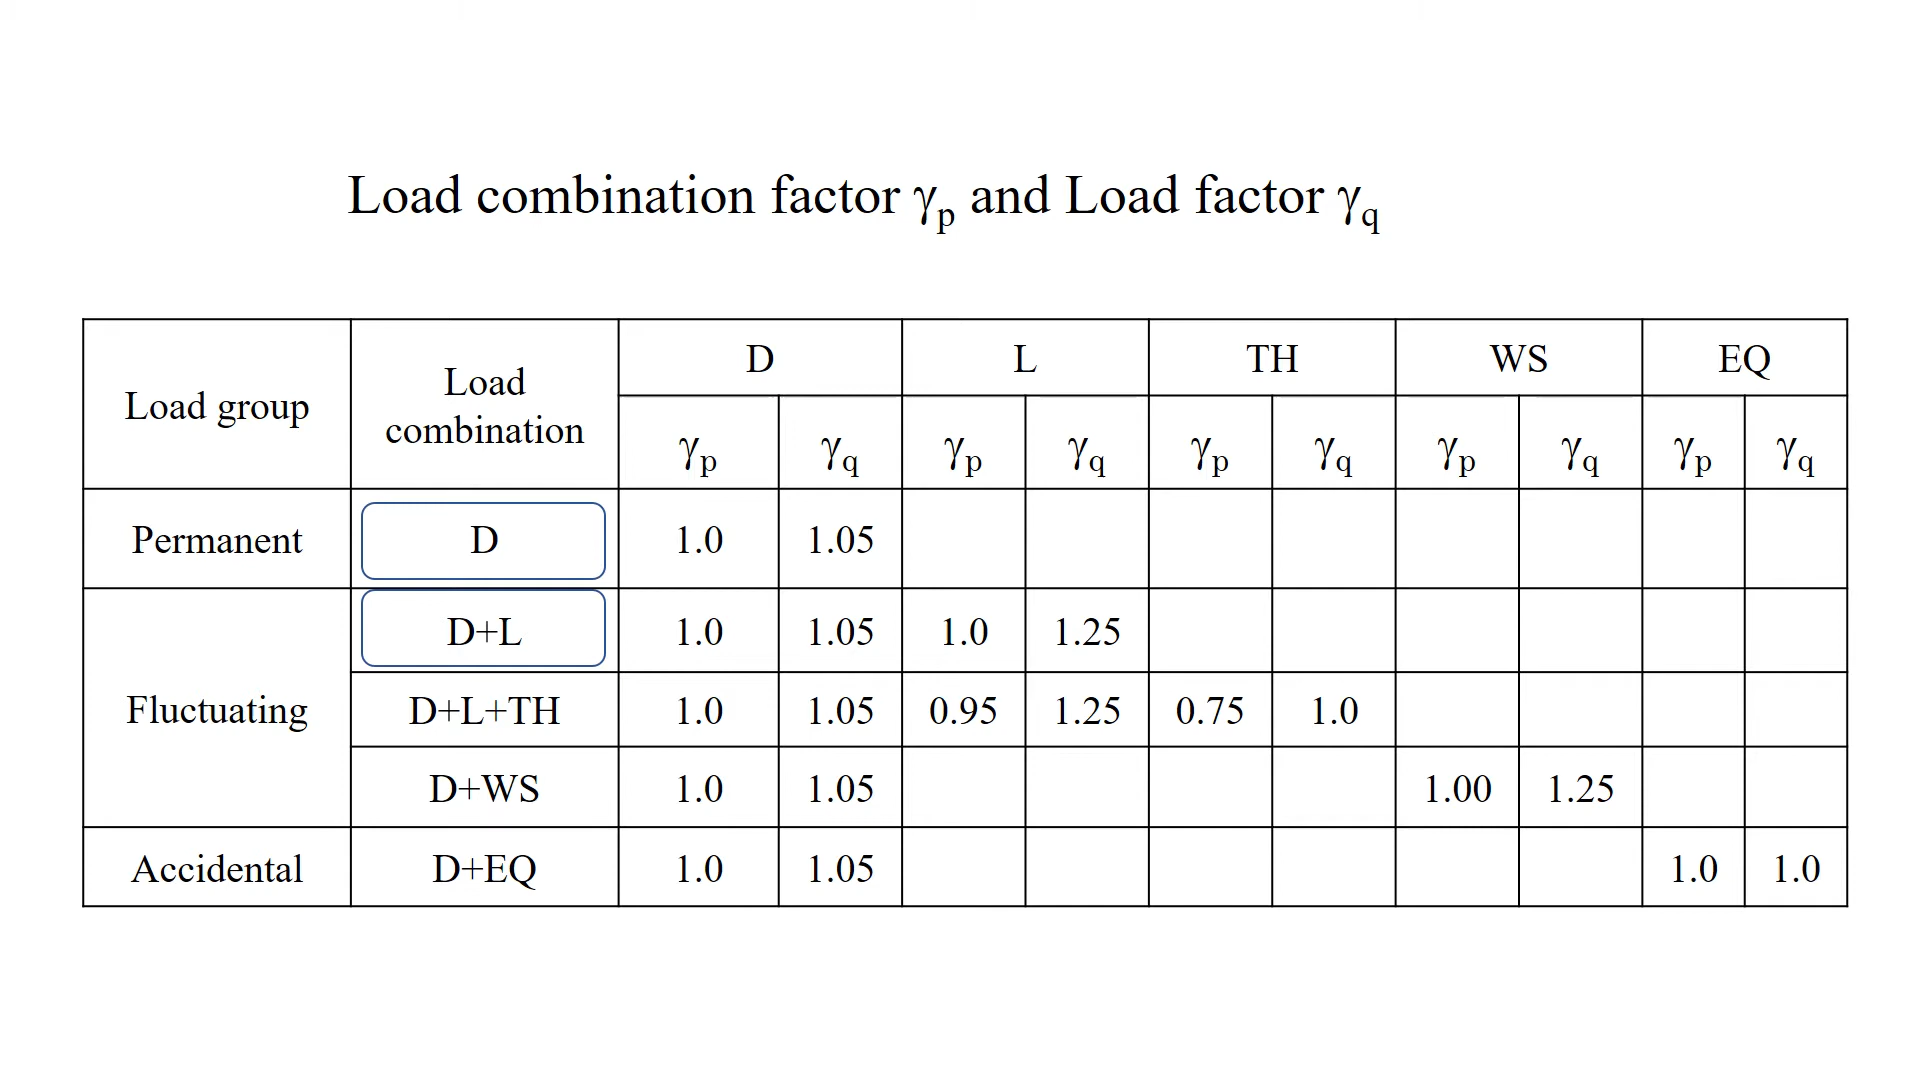 Load combination factor γp and Load factor γq
Load group Load combination D L TH WS EQ
γp γq γp γq γp γq γp γq γp γq
Permanent D 1.0 1.05
Fluctuating D+L 1.0 1.05 1.0 1.25
D+L+TH 1.0 1.05 0.95 1.25 0.75 1.0
D+WS 1.0 1.05 1.00 1.25
Accidental D+EQ 1.0 1.05 1.0 1.0